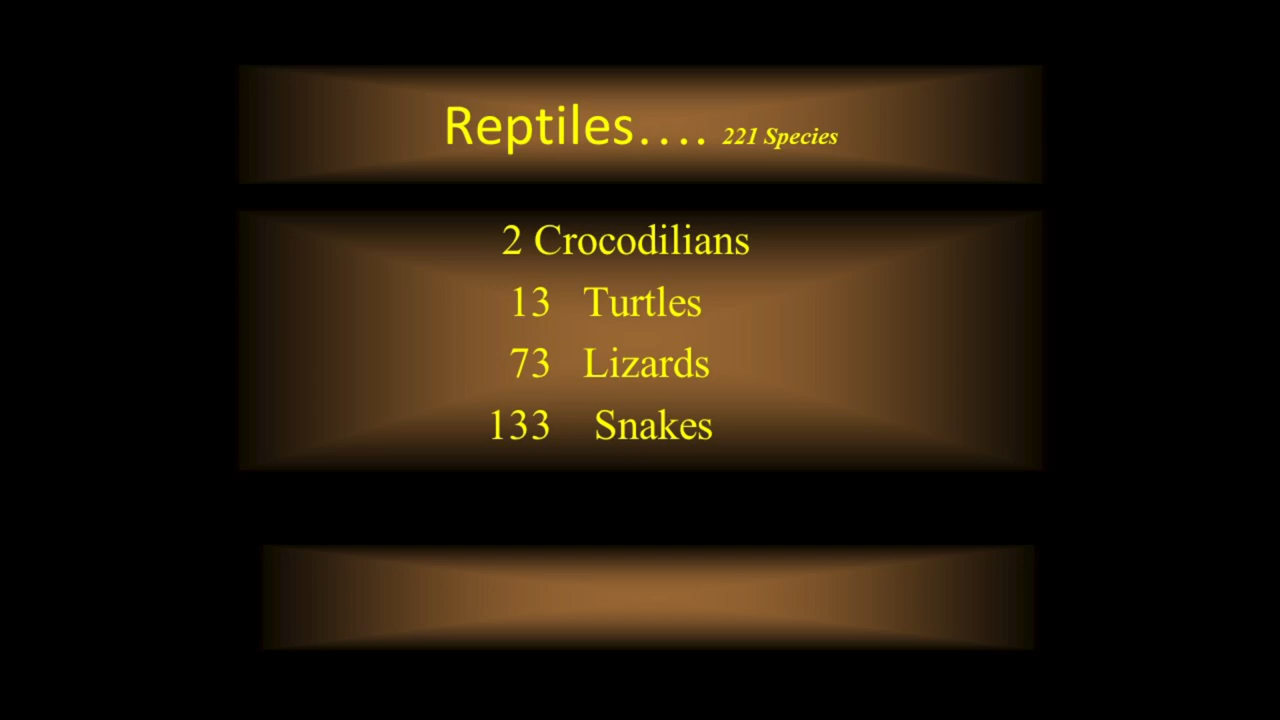 Reptiles.... 221 Species
2 Crocodilians
13 Turtles
73 Lizards
133 Snakes